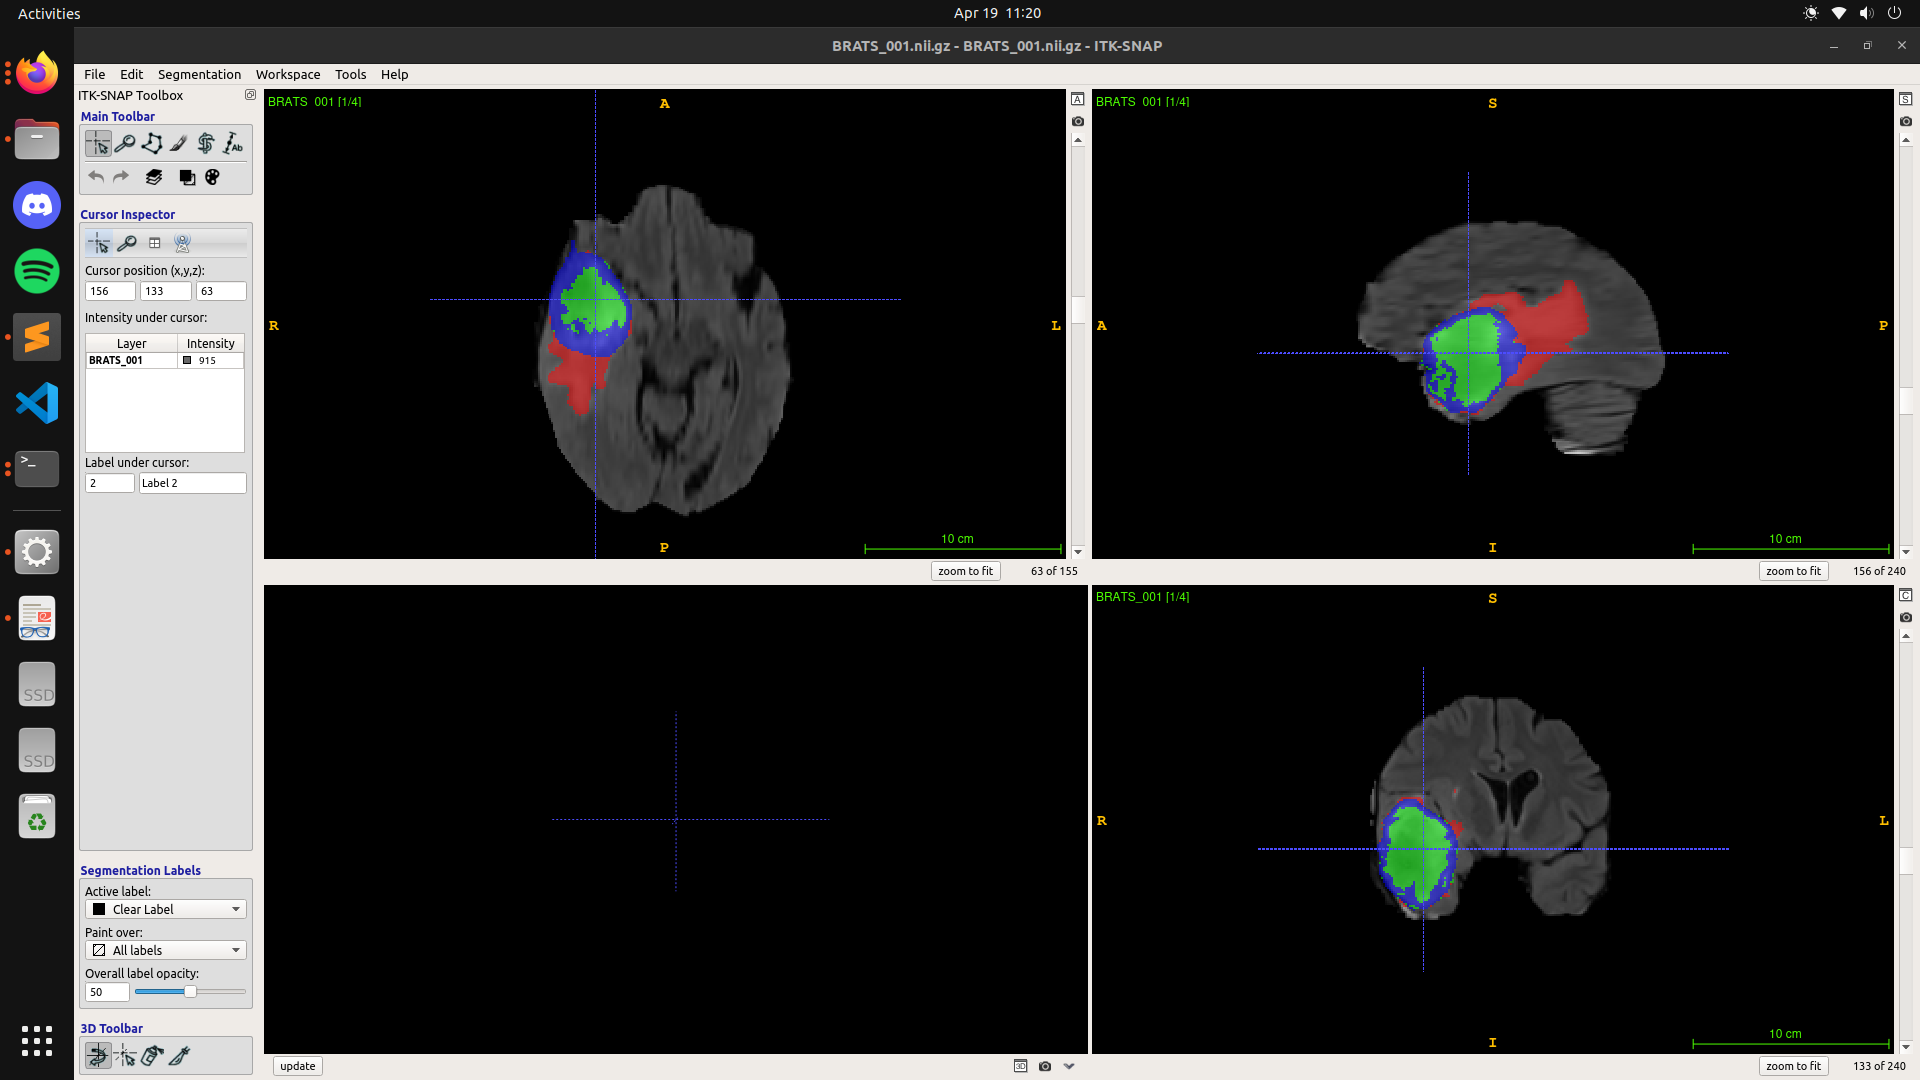 Activities
Apr 19 11:20
BRATS_001.nii.gz - BRATS_001.nii.gz - ITK-SNAP
File Edit Segmentation Workspace Tools Help
ITK-SNAP Toolbox
Main Toolbar
Ab
Cursor Inspector
Cursor position (x,y,z):
156 133 63
Intensity under cursor:
Layer Intensity
BRATS_001 915
Label under cursor:
2 Label 2
Segmentation Labels
Active label:
Clear Label
Paint over:
All labels
Overall label opacity:
50
3D Toolbar
SSD
SSD
BRATS_001 [1/4]
A
A
R
L
P
10 cm
zoom to fit 63 of 155
BRATS_001 [1/4]
S
S
A
P
I
10 cm
zoom to fit 156 of 240
update
3D
BRATS_001 [1/4]
S
C
R
L
I
10 cm
zoom to fit 133 of 240